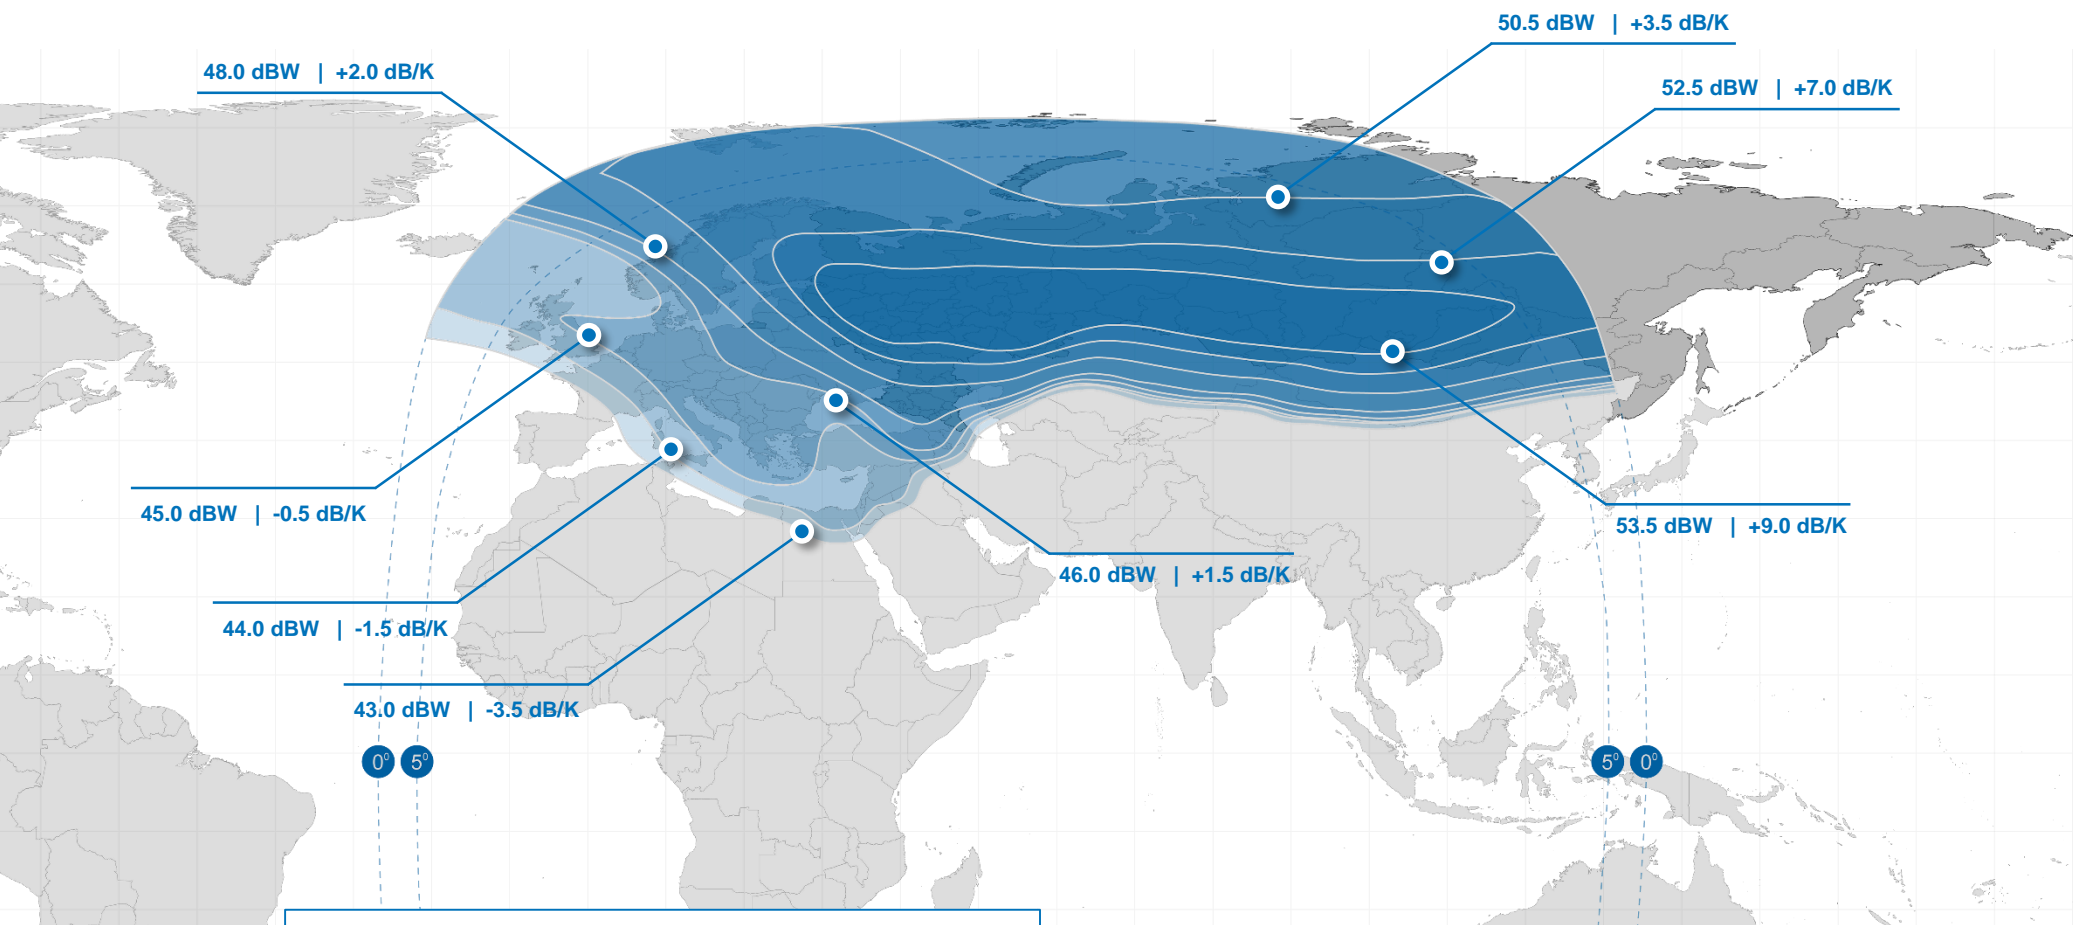 50.5 dBW | +3.5 dB/K
48.0 dBW | +2.0 dB/K
52.5 dBW | +7.0 dB/K
45.0 dBW | -0.5 dB/K
53.5 dBW | +9.0 dB/K
46.0 dBW | +1.5 dB/K
44.0 dBW | -1.5 dB/K
43.0 dBW | -3.5 dB/K
0° 5° 5° 0°